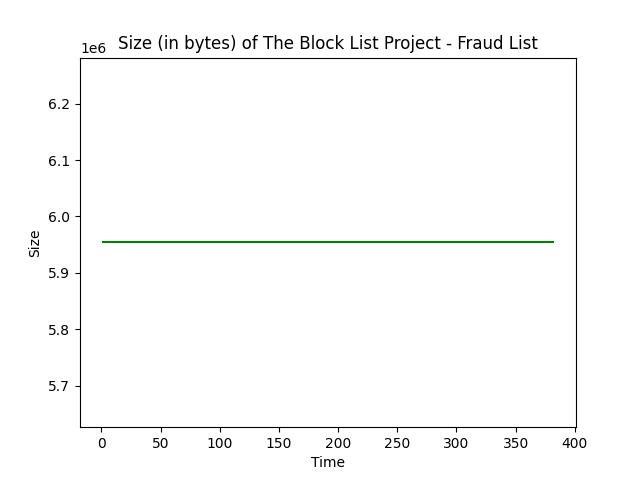 Size (in bytes) of The Block List Project - Fraud List
1e6
6.2
6.1
6.0
5.9
5.8
5.7
Size
0 50 100 150 200 250 300 350 400
Time